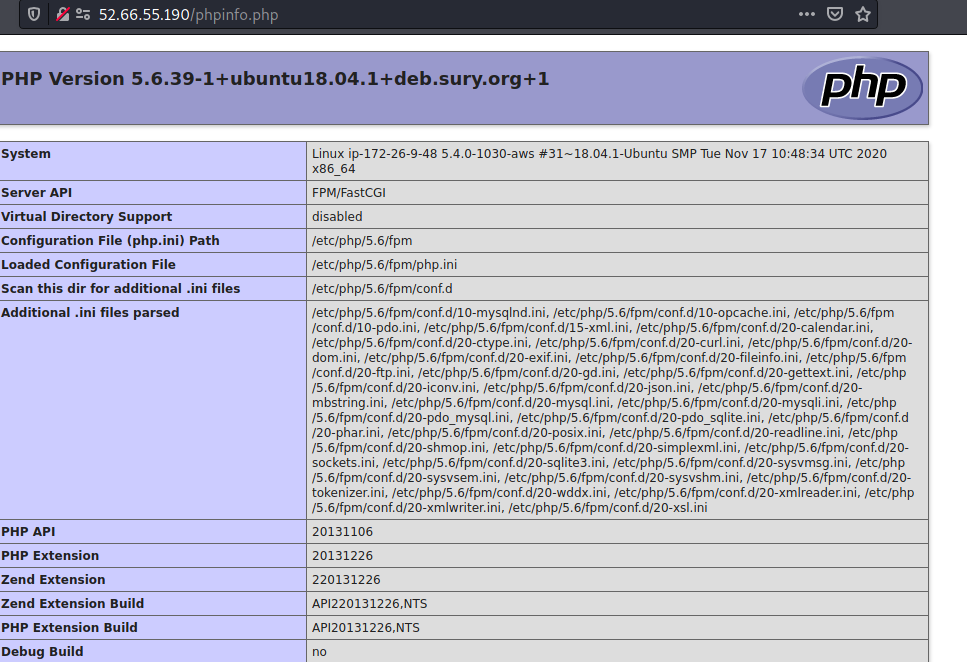 52.66.55.190/phpinfo.php
PHP Version 5.6.39-1+ubuntu18.04.1+deb.sury.org+1
php
System
Linux ip-172-26-9-48 5.4.0-1030-aws #31~18.04.1-Ubuntu SMP Tue Nov 17 10:48:34 UTC 2020
x86_64
Server API
FPM/FastCGI
Virtual Directory Support
disabled
Configuration File (php.ini) Path
/etc/php/5.6/fpm
Loaded Configuration File
/etc/php/5.6/fpm/php.ini
Scan this dir for additional .ini files
/etc/php/5.6/fpm/conf.d
Additional .ini files parsed
/etc/php/5.6/fpm/conf.d/10-mysqlnd.ini, /etc/php/5.6/fpm/conf.d/10-opcache.ini, /etc/php/5.6/fpm
/conf.d/10-pdo.ini, /etc/php/5.6/fpm/conf.d/15-xml.ini, /etc/php/5.6/fpm/conf.d/20-calendar.ini,
/etc/php/5.6/fpm/conf.d/20-ctype.ini, /etc/php/5.6/fpm/conf.d/20-curl.ini, /etc/php/5.6/fpm/conf.d/20-
dom.ini, /etc/php/5.6/fpm/conf.d/20-exif.ini, /etc/php/5.6/fpm/conf.d/20-fileinfo.ini, /etc/php/5.6/fpm
/conf.d/20-ftp.ini, /etc/php/5.6/fpm/conf.d/20-gd.ini, /etc/php/5.6/fpm/conf.d/20-gettext.ini, /etc/php
/5.6/fpm/conf.d/20-iconv.ini, /etc/php/5.6/fpm/conf.d/20-json.ini, /etc/php/5.6/fpm/conf.d/20-
mbstring.ini, /etc/php/5.6/fpm/conf.d/20-mysql.ini, /etc/php/5.6/fpm/conf.d/20-mysqli.ini, /etc/php
/5.6/fpm/conf.d/20-pdo_mysql.ini, /etc/php/5.6/fpm/conf.d/20-pdo_sqlite.ini, /etc/php/5.6/fpm/conf.d
/20-phar.ini, /etc/php/5.6/fpm/conf.d/20-posix.ini, /etc/php/5.6/fpm/conf.d/20-readline.ini, /etc/php
/5.6/fpm/conf.d/20-shmop.ini, /etc/php/5.6/fpm/conf.d/20-simplexml.ini, /etc/php/5.6/fpm/conf.d/20-
sockets.ini, /etc/php/5.6/fpm/conf.d/20-sqlite3.ini, /etc/php/5.6/fpm/conf.d/20-sysvmsg.ini, /etc/php
/5.6/fpm/conf.d/20-sysvsem.ini, /etc/php/5.6/fpm/conf.d/20-sysvshm.ini, /etc/php/5.6/fpm/conf.d/20-
tokenizer.ini, /etc/php/5.6/fpm/conf.d/20-wddx.ini, /etc/php/5.6/fpm/conf.d/20-xmlreader.ini, /etc/php
/5.6/fpm/conf.d/20-xmlwriter.ini, /etc/php/5.6/fpm/conf.d/20-xsl.ini
PHP API
20131106
PHP Extension
20131226
Zend Extension
220131226
Zend Extension Build
API220131226,NTS
PHP Extension Build
API20131226,NTS
Debug Build
no